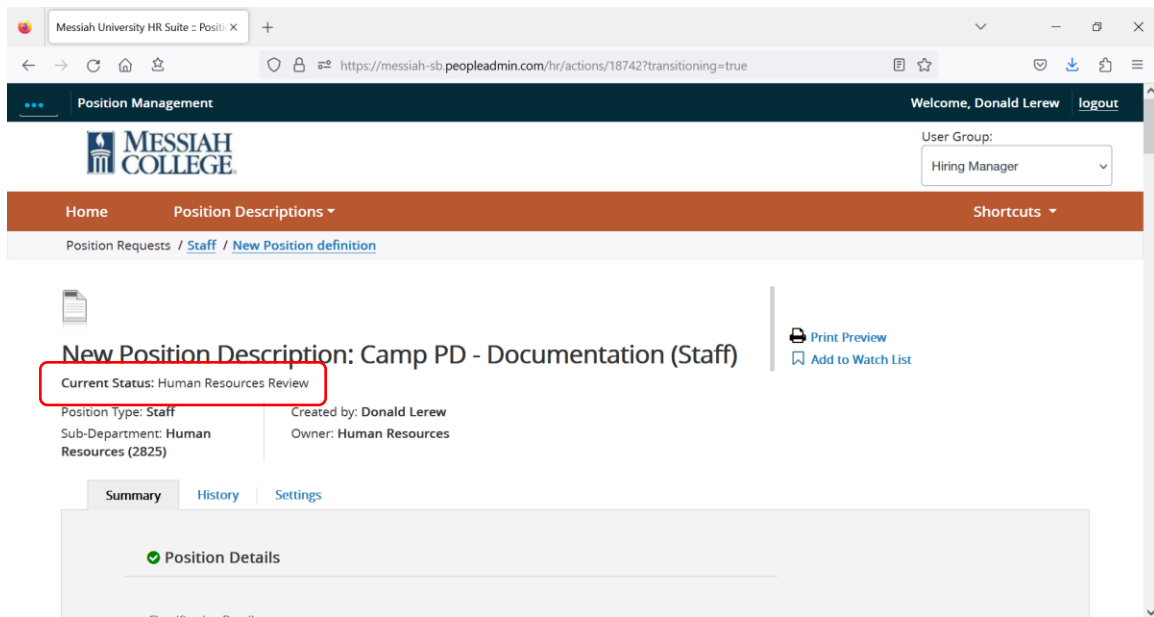 Messiah University HR Suite :: Positi
https://messiah-sb.peopleadmin.com/hr/actions/18742?transitioning=true
Position Management
Welcome, Donald Lerew
logout
MESSIAH
COLLEGE.
User Group:
Hiring Manager
Home
Position Descriptions
Shortcuts
Position Requests / Staff / New Position definition
New Position Description: Camp PD - Documentation (Staff)
Print Preview
Add to Watch List
Current Status: Human Resources Review
Position Type: Staff
Created by: Donald Lerew
Sub-Department: Human
Resources (2825)
Owner: Human Resources
Summary
History
Settings
Position Details